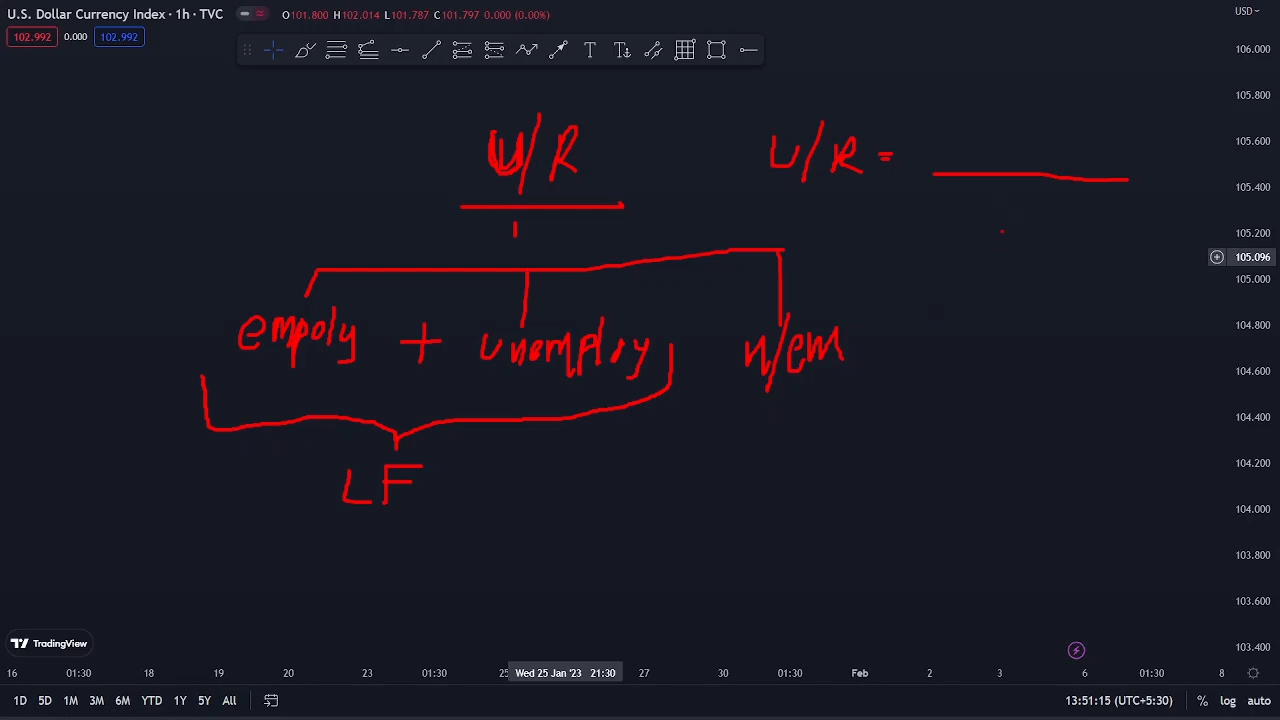 U.S. Dollar Currency Index · 1h · TVC O101.800 H102.014 L101.787 C101.797 0.000 (0.00%)
USD
102.992 0.000 102.992
106.000
105.800
105.600
105.400
105.200
105.096
105.000
104.800
104.600
104.400
104.200
104.000
103.800
103.600
103.400
U/R
U/R =
empoly + unemploy n/em
LF
TradingView
16 01:30 18 19 20 23 01:30 25 Wed 25 Jan '23 21:30 27 30 01:30 Feb 2 3 6 01:30 8
1D 5D 1M 3M 6M YTD 1Y 5Y All 13:51:15 (UTC+5:30) % log auto